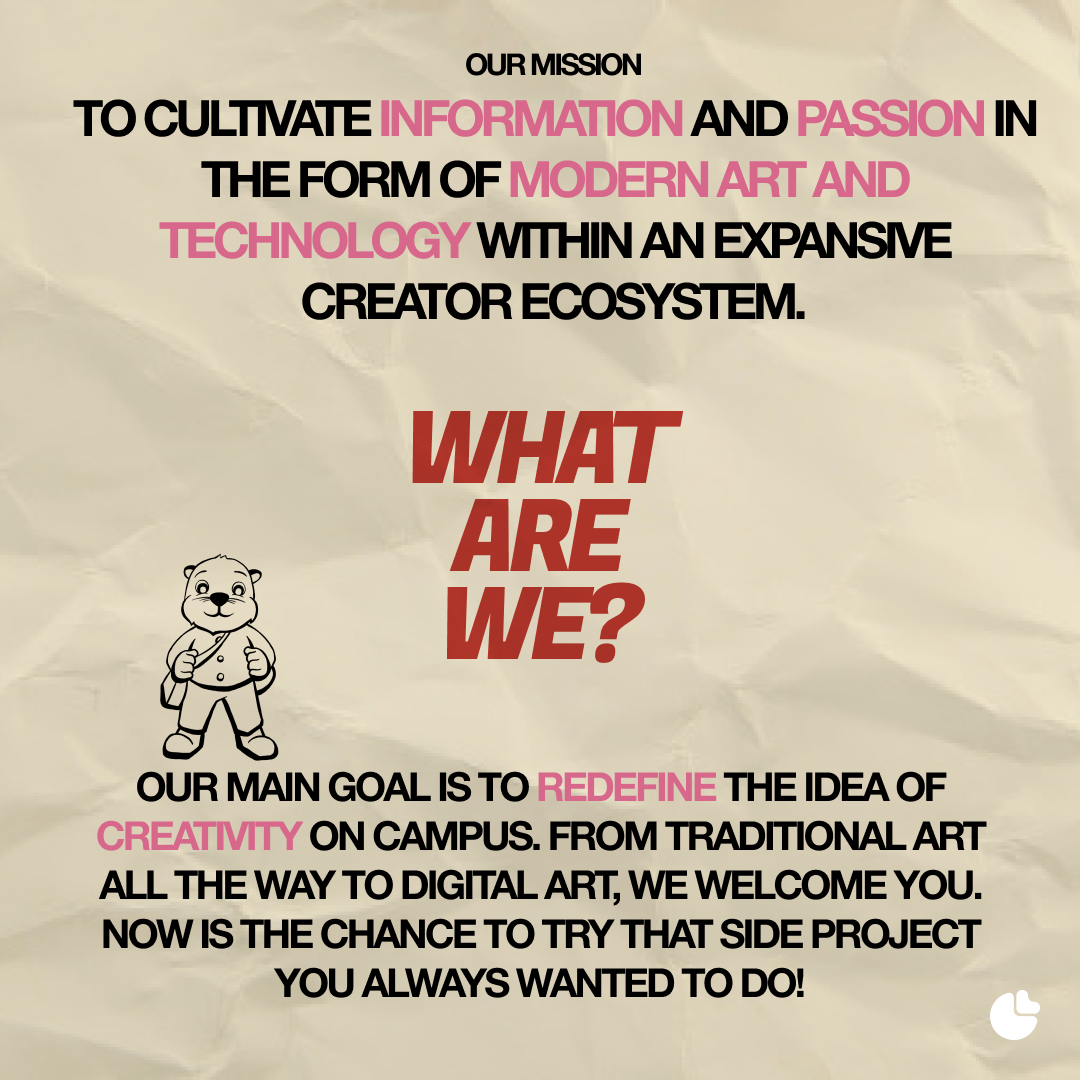 OUR MISSION
TO CULTIVATE INFORMATION AND PASSION IN
THE FORM OF MODERN ART AND
TECHNOLOGY WITHIN AN EXPANSIVE
CREATOR ECOSYSTEM.
WHAT
ARE
WE?
OUR MAIN GOAL IS TO REDEFINE THE IDEA OF
CREATIVITY ON CAMPUS. FROM TRADITIONAL ART
ALL THE WAY TO DIGITAL ART, WE WELCOME YOU.
NOW IS THE CHANCE TO TRY THAT SIDE PROJECT
YOU ALWAYS WANTED TO DO!